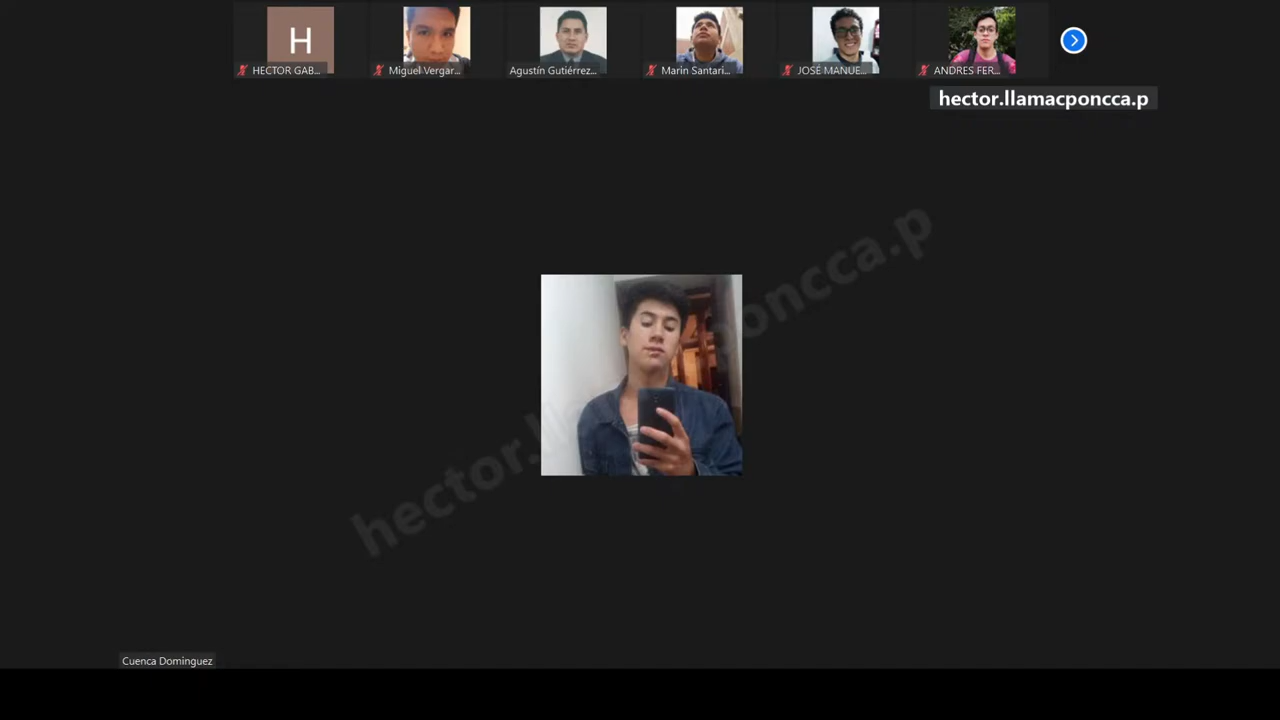 H
HECTOR GAB...
Miguel Vergar...
Agustín Gutiérrez...
Marin Santari...
JOSÉ MANUE...
ANDRES FER...
hector.llamacponcca.p
hector.llamacponcca.p
Cuenca Dominguez